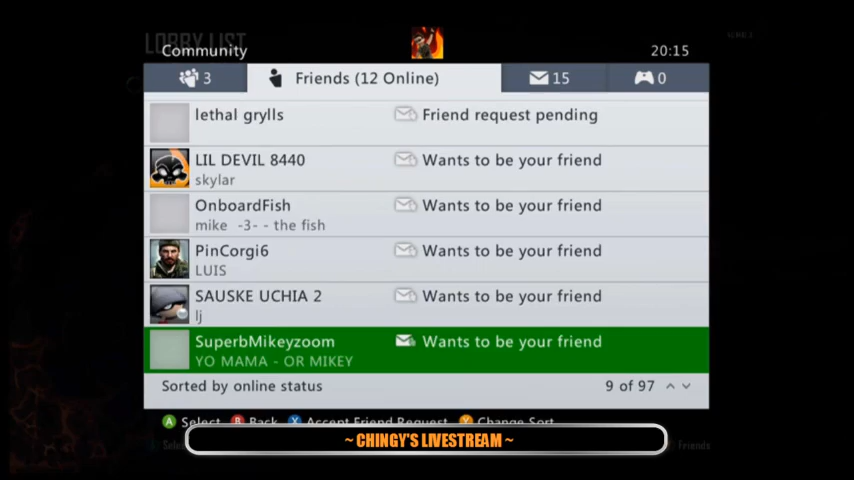 LOBBY LIST
Community
20:15
3
Friends (12 Online)
15
0
lethal grylls
Friend request pending
LIL DEVIL 8440
Wants to be your friend
skylar
OnboardFish
Wants to be your friend
mike -3- - the fish
PinCorgi6
Wants to be your friend
LUIS
SAUSKE UCHIA 2
Wants to be your friend
lj
SuperbMikeyzoom
Wants to be your friend
YO MAMA - OR MIKEY
Sorted by online status
9 of 97
A Select B Back X Accept Friend Request Y Change Sort
Friends
~ CHINGY'S LIVESTREAM ~